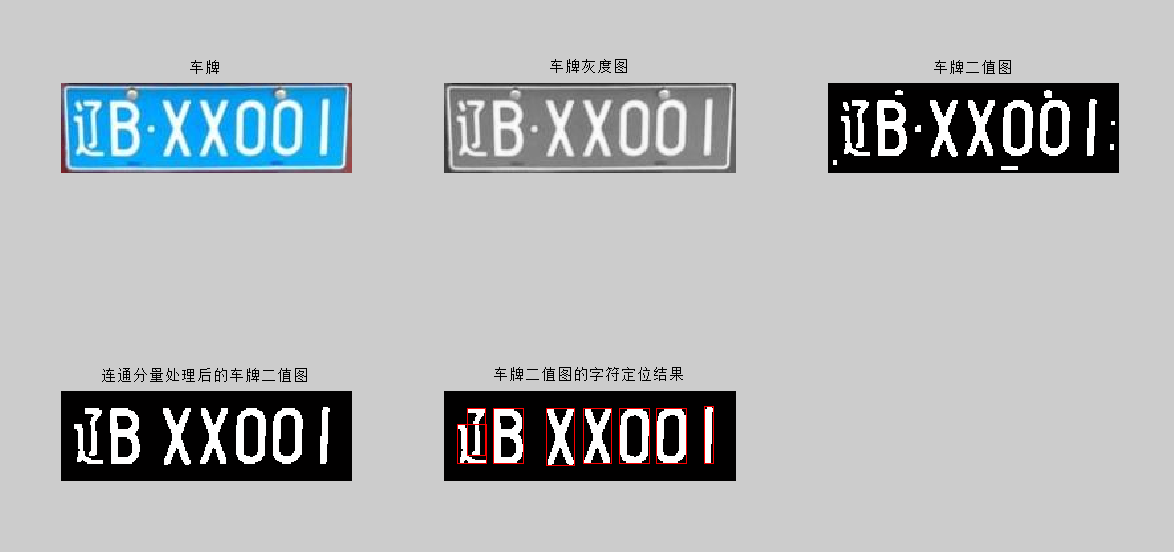 车牌
车牌灰度图
车牌二值图
辽B·XX001
辽B·XX001
辽B·XX001
连通分量处理后的车牌二值图
车牌二值图的字符定位结果
辽B XX001
辽B XX001